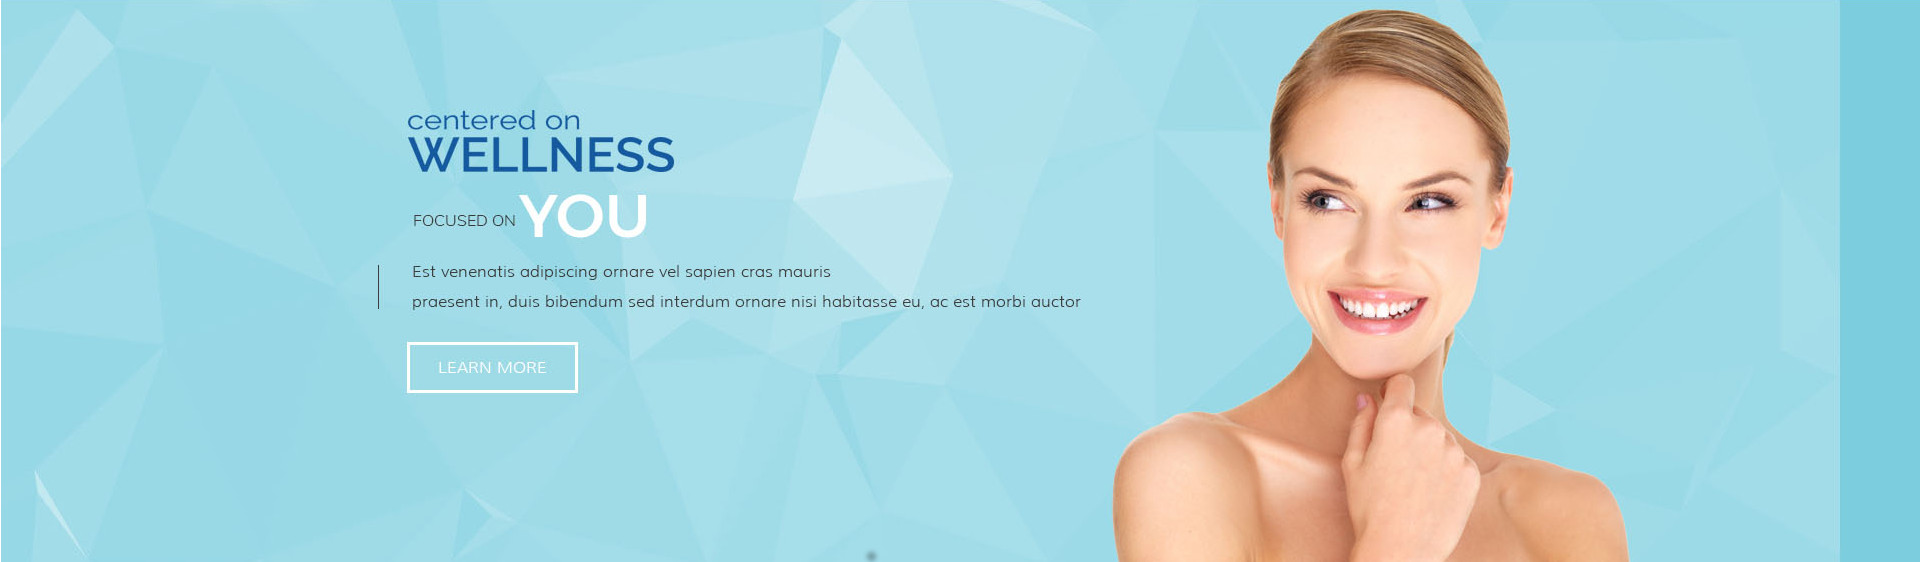 centered on
WELLNESS
FOCUSED ON YOU
Est venenatis adipiscing ornare vel sapien cras mauris
praesent in, duis bibendum sed interdum ornare nisi habitasse eu, ac est morbi auctor
LEARN MORE